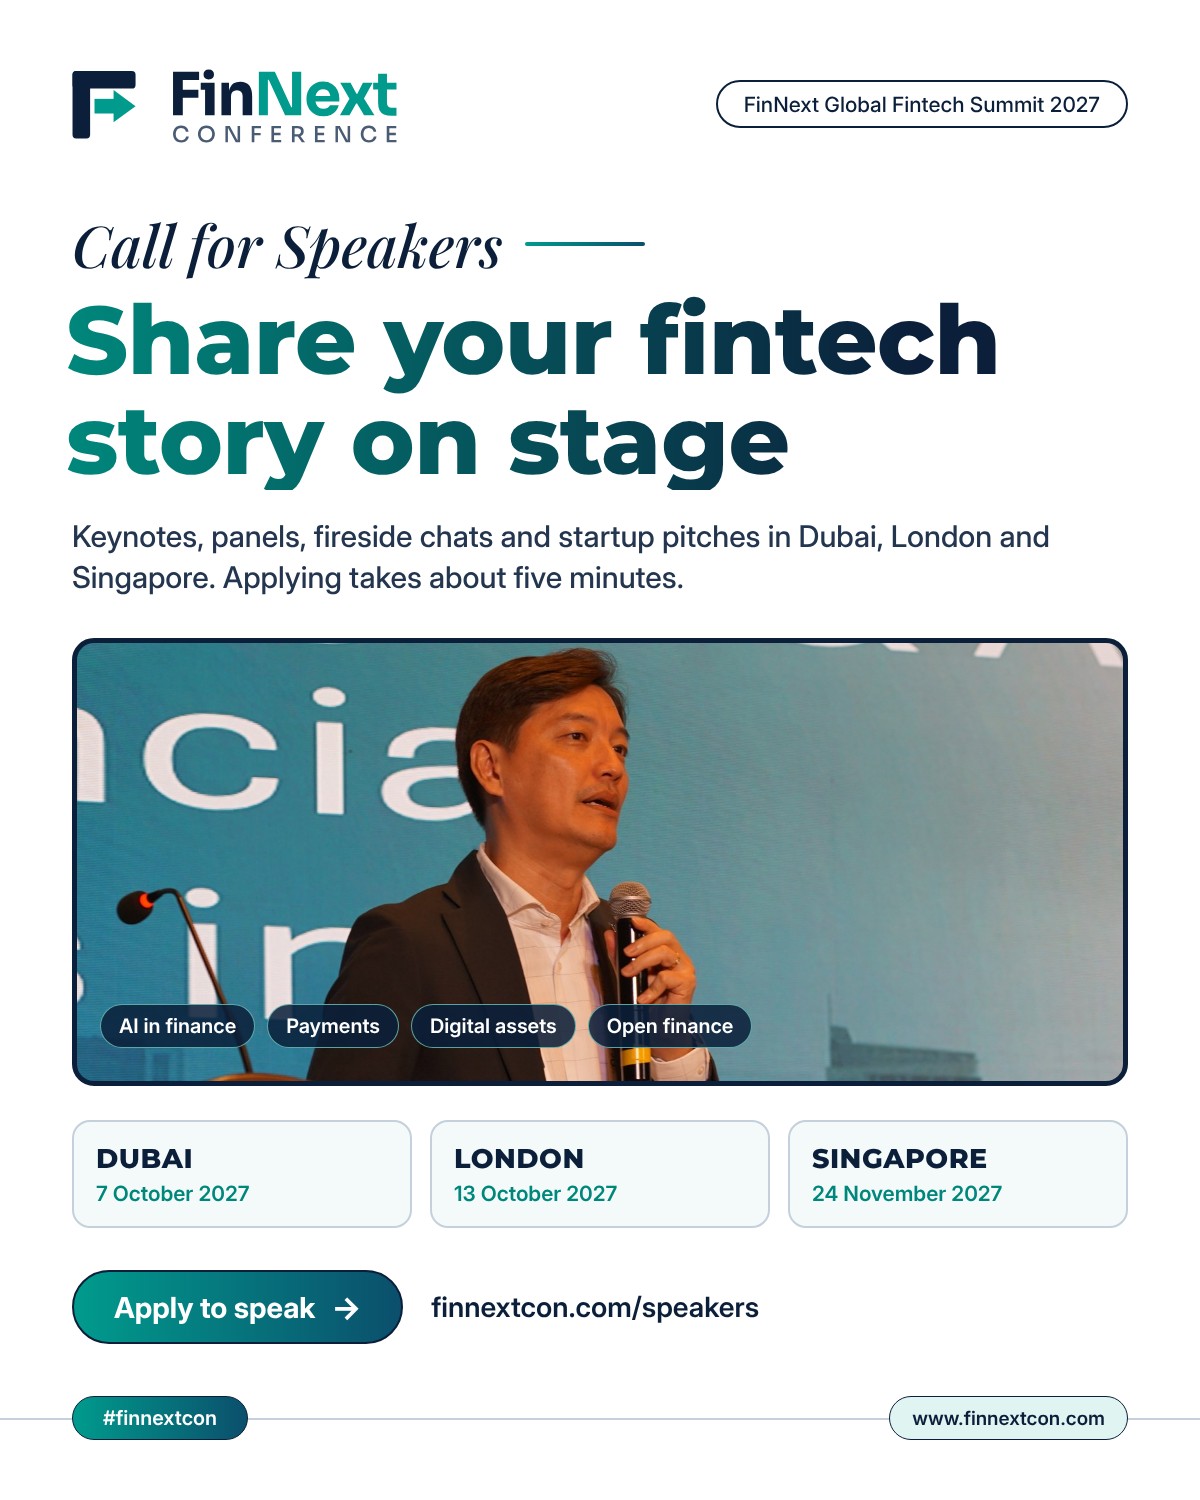 FinNext
CONFERENCE
FinNext Global Fintech Summit 2027
Call for Speakers
Share your fintech
story on stage
Keynotes, panels, fireside chats and startup pitches in Dubai, London and
Singapore. Applying takes about five minutes.
ncia
s in
AI in finance
Payments
Digital assets
Open finance
DUBAI
7 October 2027
LONDON
13 October 2027
SINGAPORE
24 November 2027
Apply to speak →
finnextcon.com/speakers
#finnextcon
www.finnextcon.com